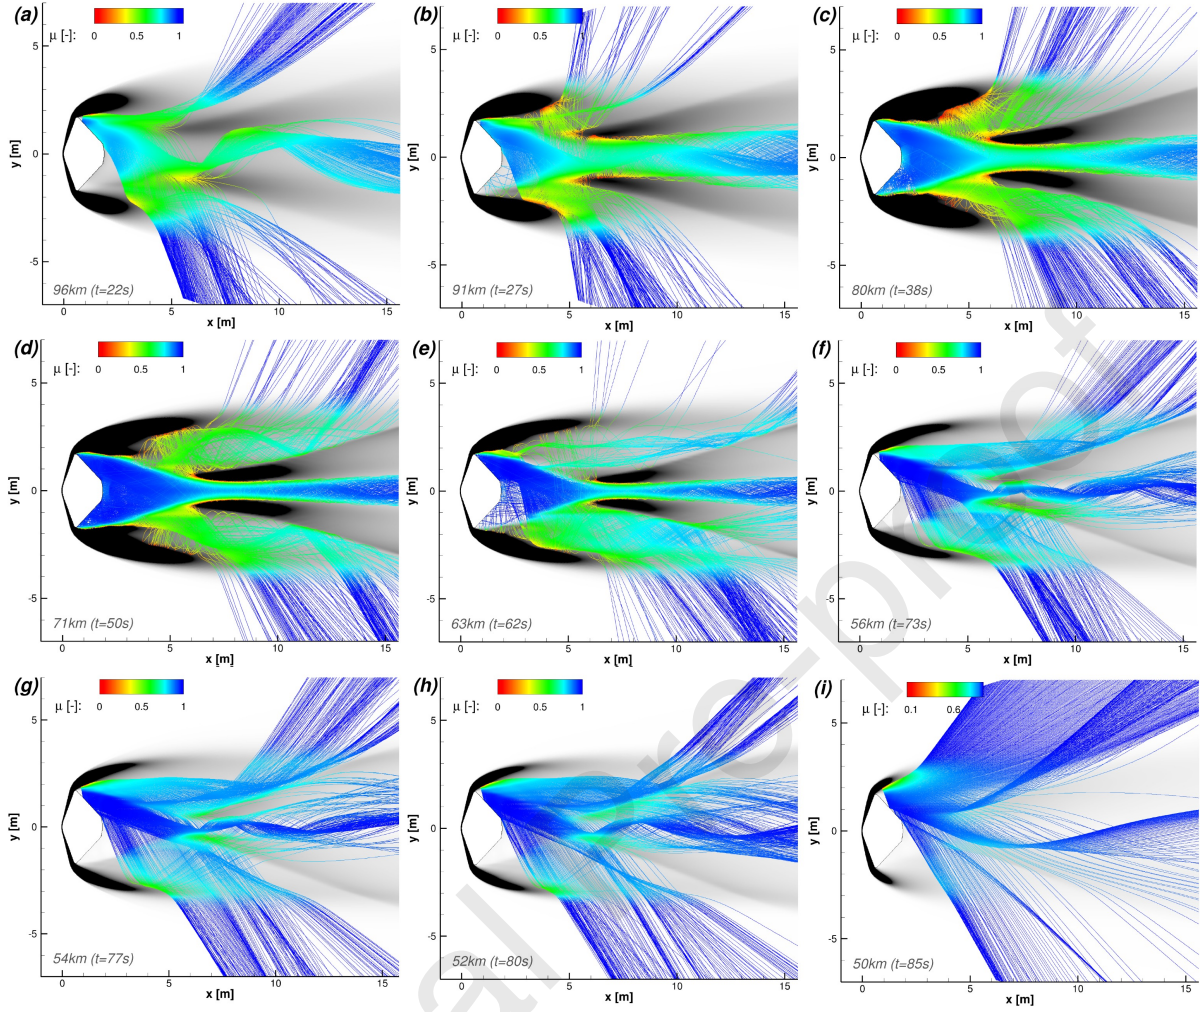 (a) μ [-]: 0 0.5 1
5
0
-5
y [m]
96km (t=22s)
0 5 10 15
x [m]
(b) μ [-]: 0 0.5 1
5
0
-5
y [m]
91km (t=27s)
0 5 10 15
x [m]
(c) μ [-]: 0 0.5 1
5
0
-5
y [m]
80km (t=38s)
0 5 10 15
x [m]
(d) μ [-]: 0 0.5 1
5
0
-5
y [m]
71km (t=50s)
0 5 10 15
x [m]
(e) μ [-]: 0 0.5 1
5
0
-5
y [m]
63km (t=62s)
0 5 10 15
x [m]
(f) μ [-]: 0 0.5 1
5
0
-5
y [m]
56km (t=73s)
0 5 10 15
x [m]
(g) μ [-]: 0 0.5 1
5
0
-5
y [m]
54km (t=77s)
0 5 10 15
x [m]
(h) μ [-]: 0 0.5 1
5
0
-5
y [m]
52km (t=80s)
0 5 10 15
x [m]
(i) μ [-]: 0.1 0.6
5
0
-5
y [m]
50km (t=85s)
0 5 10 15
x [m]
al pre-proof